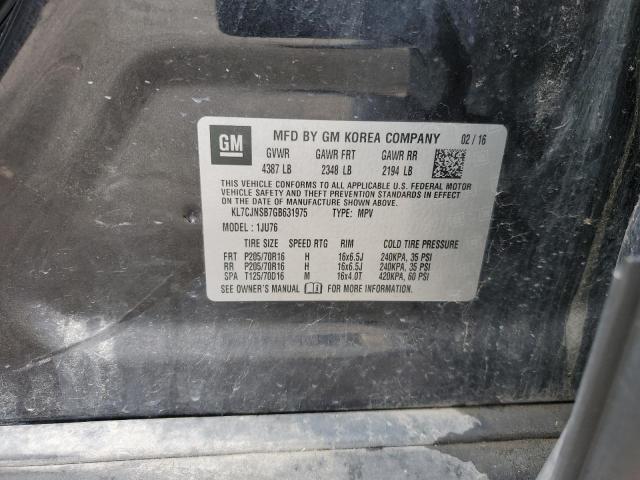 GM MFD BY GM KOREA COMPANY 02/16
GVWR GAWR FRT GAWR RR
4387 LB 2348 LB 2194 LB
THIS VEHICLE CONFORMS TO ALL APPLICABLE U.S. FEDERAL MOTOR
VEHICLE SAFETY AND THEFT PREVENTION STANDARDS IN EFFECT ON
THE DATE OF MANUFACTURE SHOWN ABOVE.
KL7CJNSB7GB631975 TYPE: MPV
MODEL: 1JU76
TIRE SIZE SPEED RTG RIM COLD TIRE PRESSURE
FRT P205/70R16 H 16x6.5J 240KPA, 35 PSI
RR P205/70R16 H 16x6.5J 240KPA, 35 PSI
SPA T125/70D16 M 16x4.0T 420KPA, 60 PSI
SEE OWNER'S MANUAL FOR MORE INFORMATION.